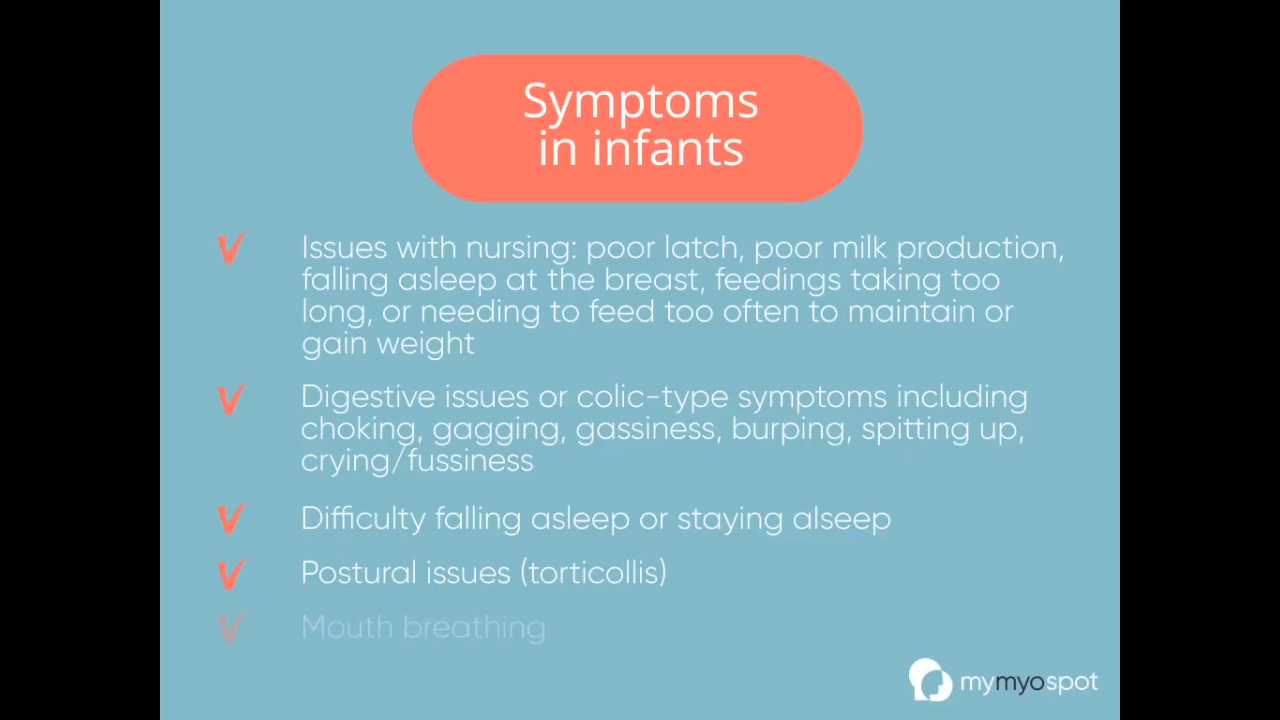 Symptoms
in infants
Issues with nursing: poor latch, poor milk production,
falling asleep at the breast, feedings taking too
long, or needing to feed too often to maintain or
gain weight
Digestive issues or colic-type symptoms including
choking, gagging, gassiness, burping, spitting up,
crying/fussiness
Difficulty falling asleep or staying alseep
Postural issues (torticollis)
Mouth breathing
mymyospot